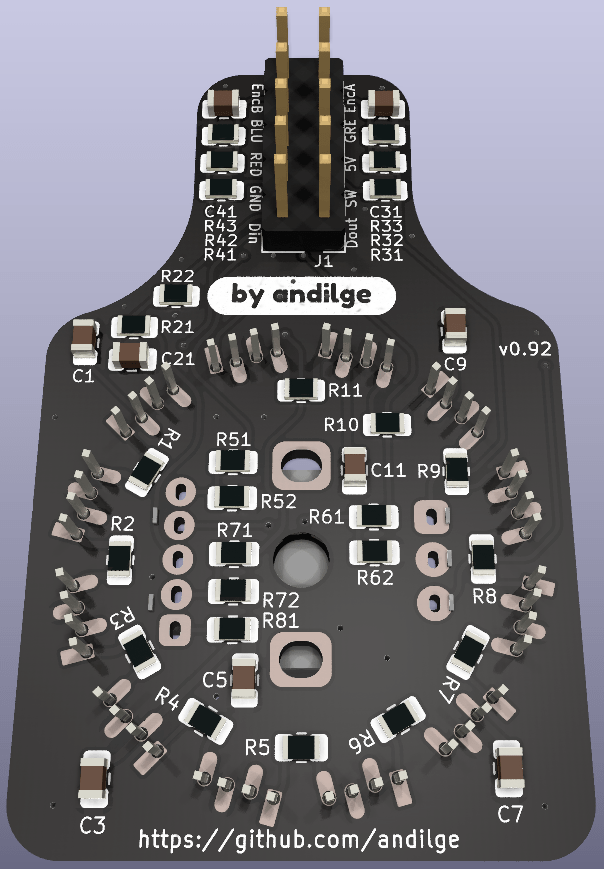 EncB BLU RED GND Din
EncA GRE 5V SW Dout
C41
R43
R42
R41
C31
R33
R32
R31
J1
R22
by andilge
R21
C21
C1
C9
v0.92
R11
R10
R1
R51
C11
R9
R52
R2
R61
R71
R62
R8
R72
R3
R81
C5
R7
R4
R5
R6
C3
C7
https://github.com/andilge